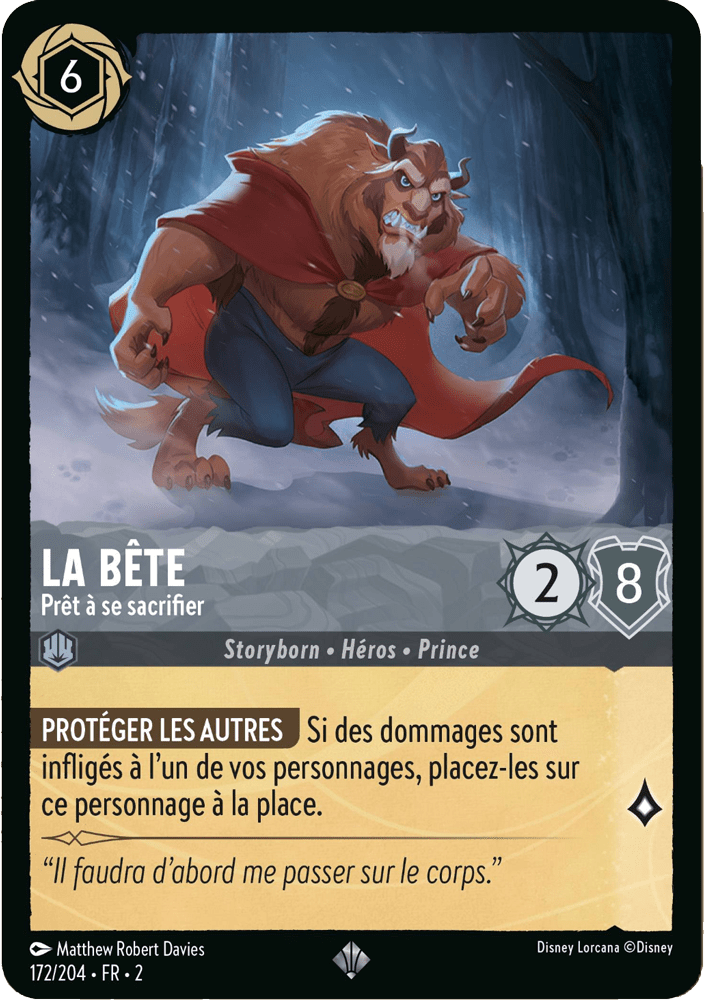 6
LA BÊTE
Prêt à se sacrifier
2
8
Storyborn • Héros • Prince
PROTÉGER LES AUTRES Si des dommages sont
infligés à l’un de vos personnages, placez-les sur
ce personnage à la place.
“Il faudra d’abord me passer sur le corps.”
Matthew Robert Davies
172/204 • FR • 2
Disney Lorcana ©Disney